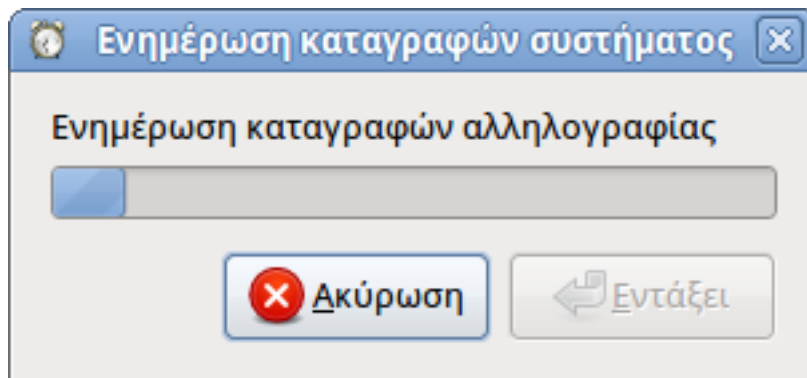 Ενημέρωση καταγραφών συστήματος
Ενημέρωση καταγραφών αλληλογραφίας
Ακύρωση Εντάξει